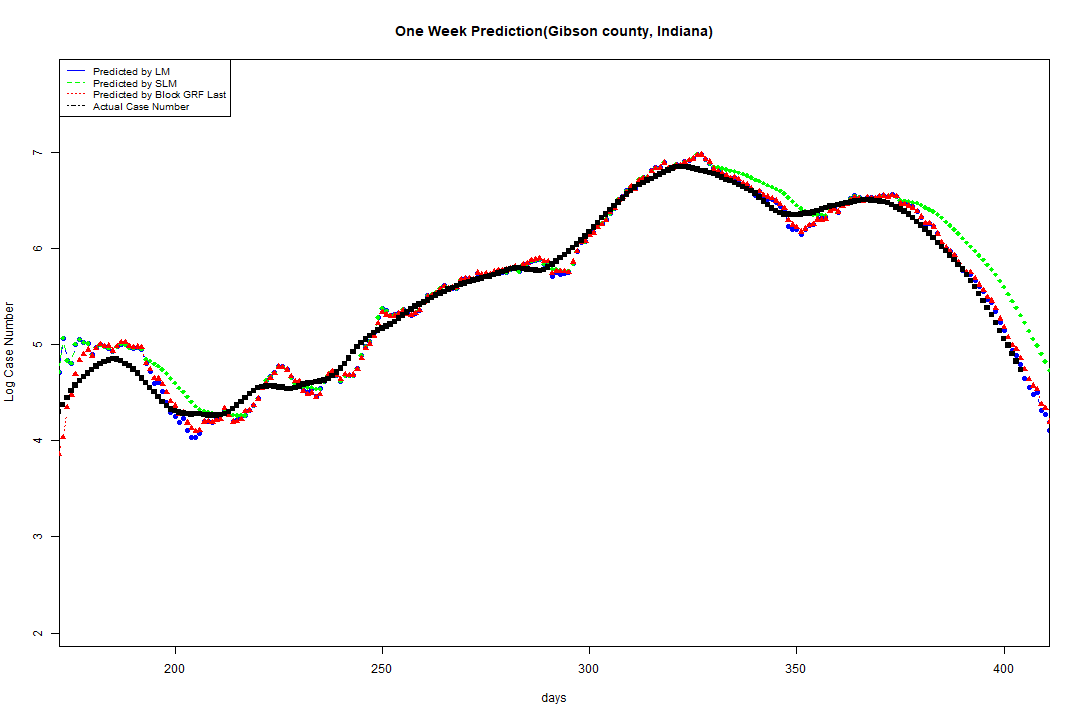 One Week Prediction(Gibson county, Indiana)
Predicted by LM
Predicted by SLM
Predicted by Block GRF Last
Actual Case Number
Log Case Number
7
6
5
4
3
2
200 250 300 350 400
days